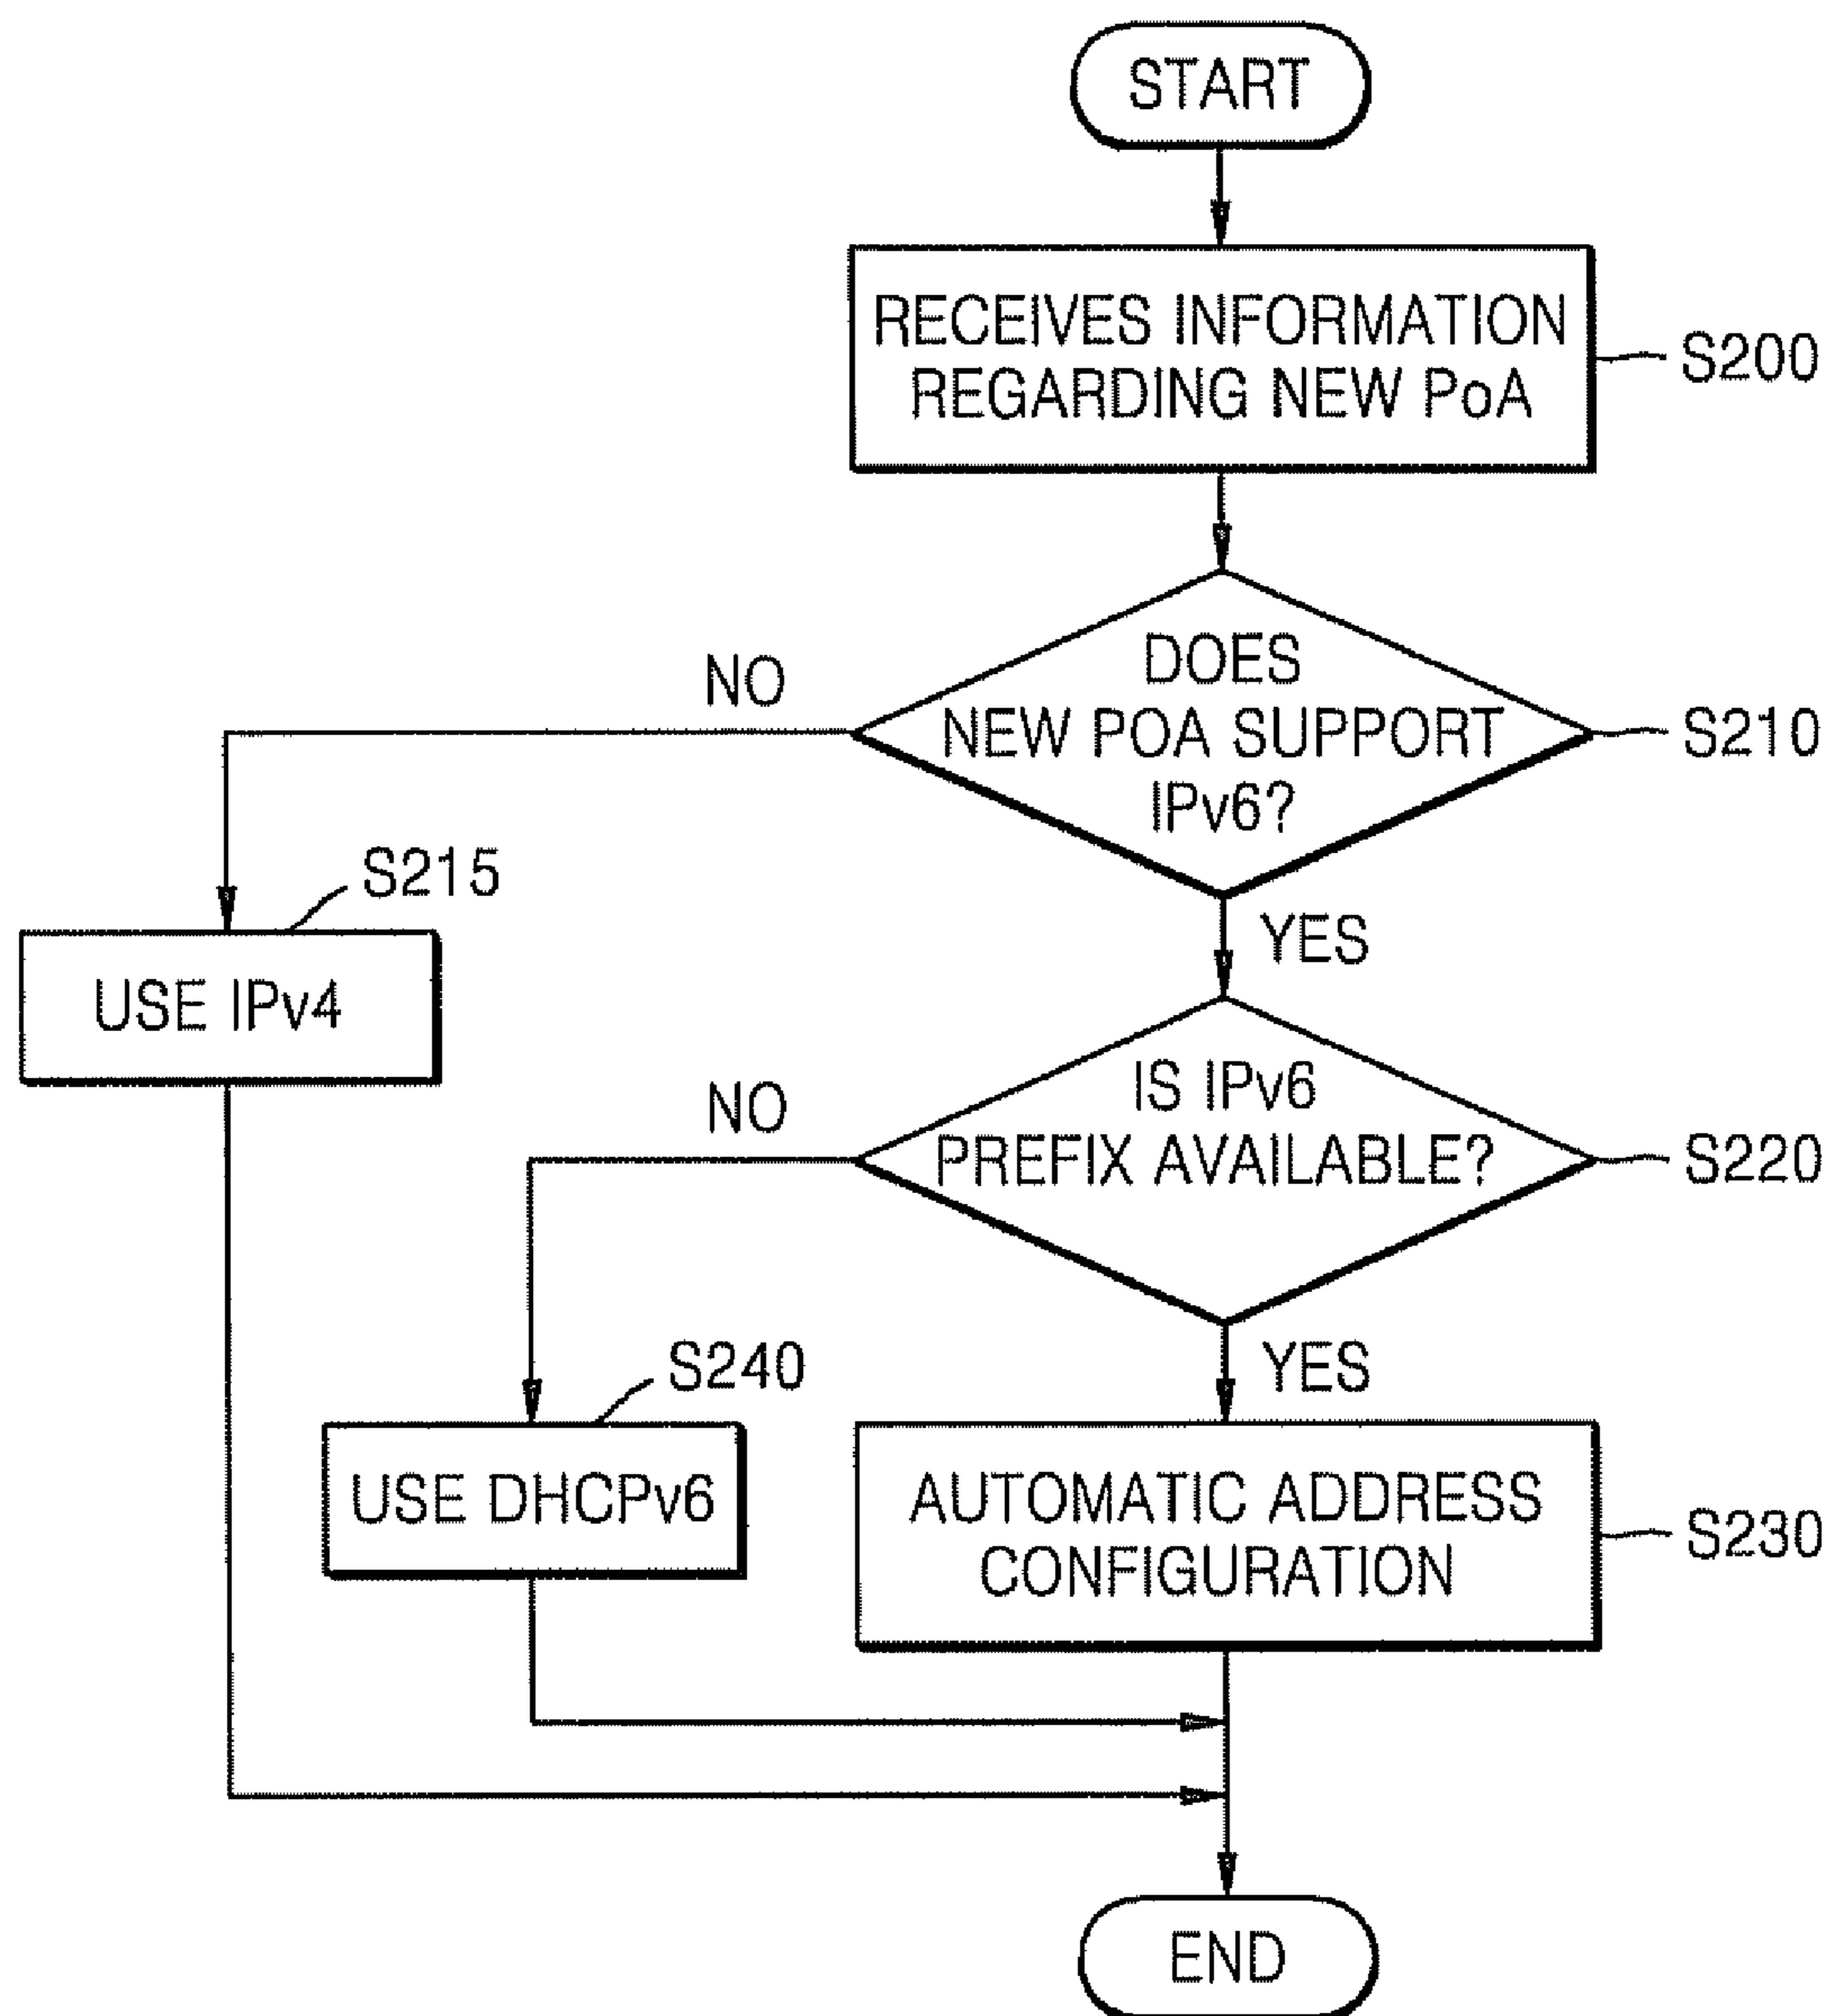 START
RECEIVES INFORMATION
REGARDING NEW PoA
S200
DOES
NEW POA SUPPORT
IPv6?
S210
NO
S215
USE IPv4
YES
IS IPv6
PREFIX AVAILABLE?
S220
NO
S240
USE DHCPv6
YES
AUTOMATIC ADDRESS
CONFIGURATION
S230
END